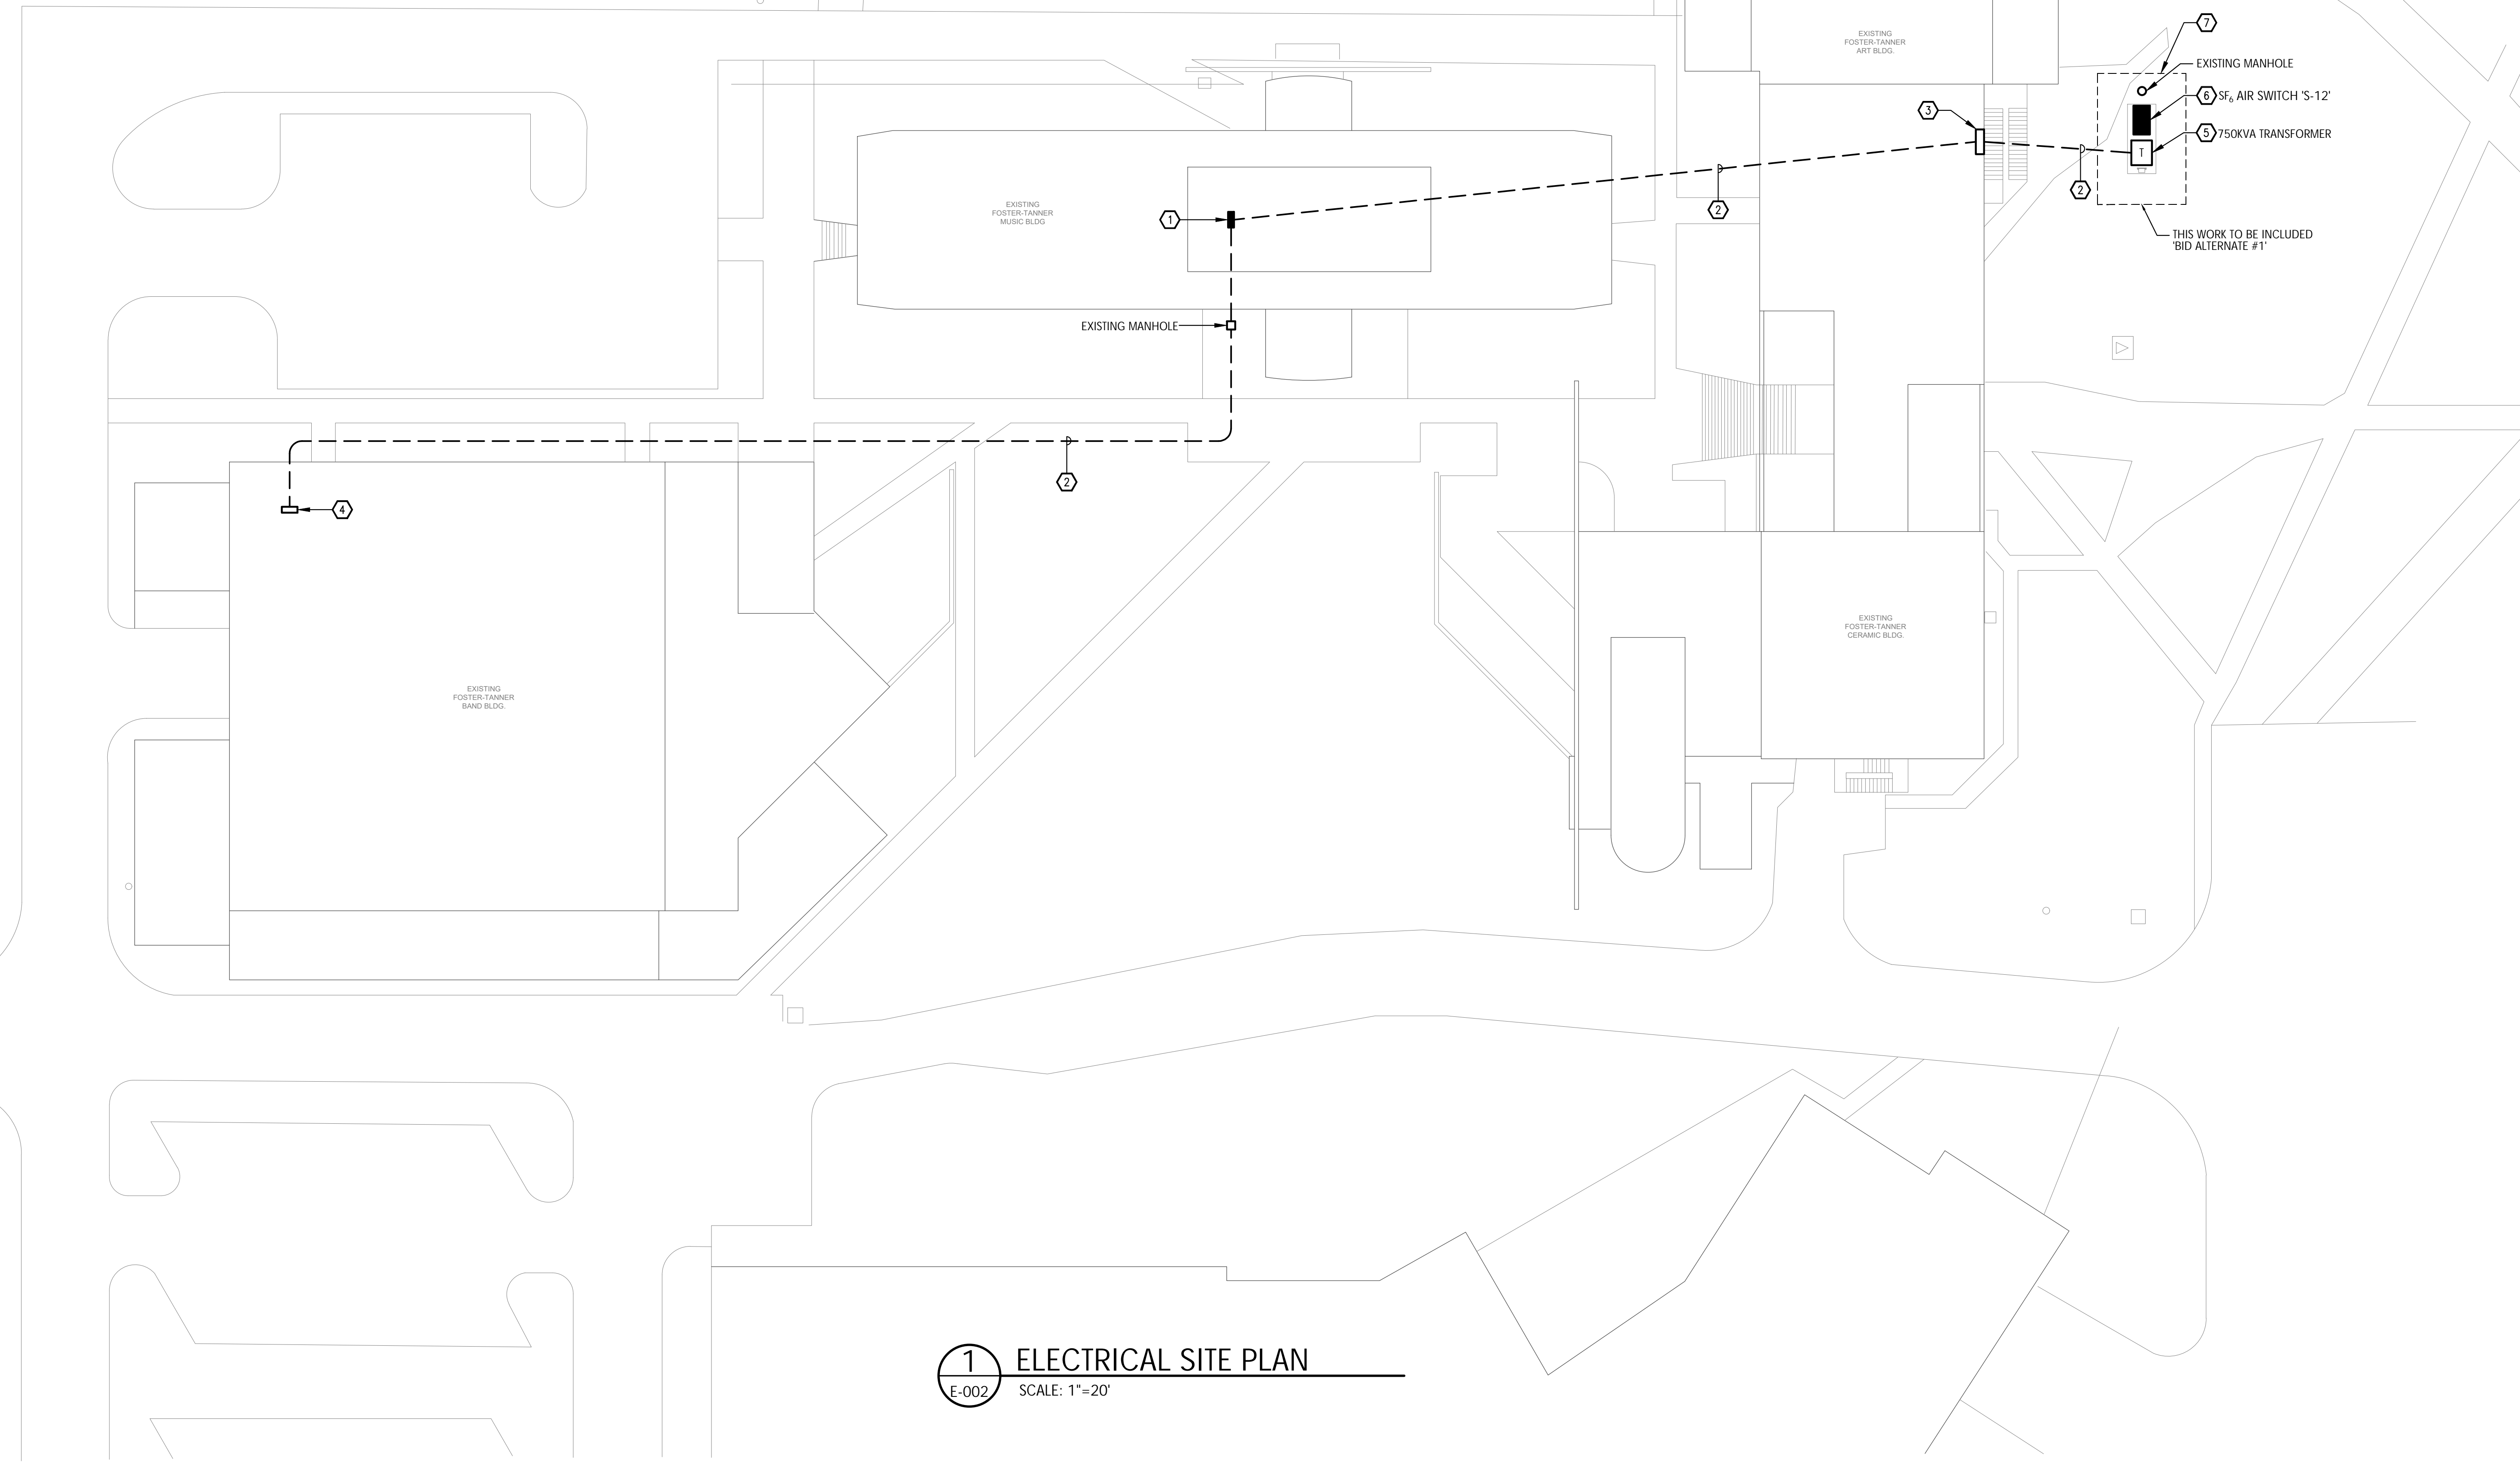 EXISTING
FOSTER-TANNER
ART BLDG.
7
EXISTING MANHOLE
6 SF₆ AIR SWITCH 'S-12'
5 750KVA TRANSFORMER
T
3
2
2
THIS WORK TO BE INCLUDED
'BID ALTERNATE #1'
EXISTING
FOSTER-TANNER
MUSIC BLDG
1
EXISTING MANHOLE
2
4
EXISTING
FOSTER-TANNER
CERAMIC BLDG.
EXISTING
FOSTER-TANNER
BAND BLDG.
1
E-002
ELECTRICAL SITE PLAN
SCALE: 1"=20'